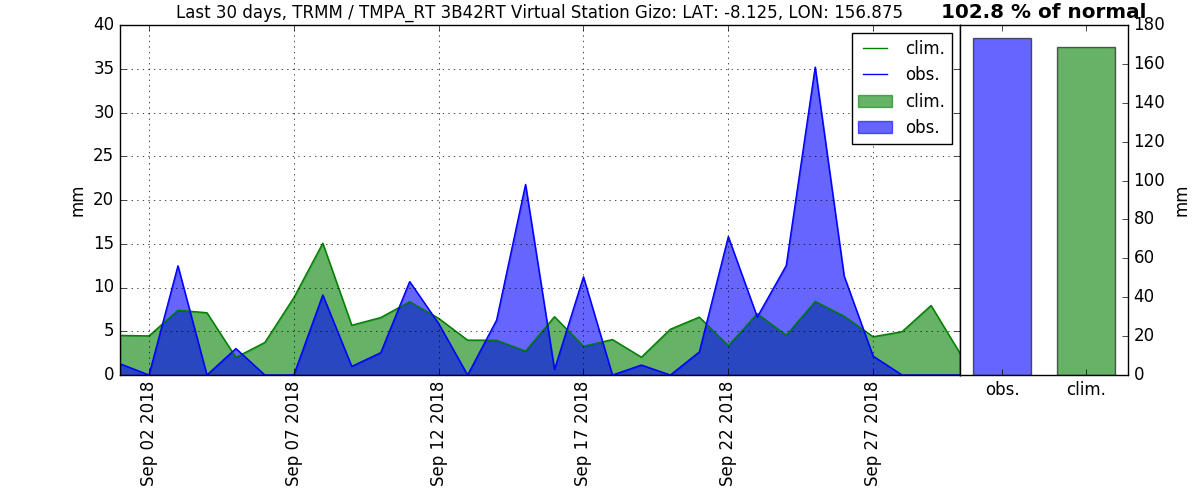 Last 30 days, TRMM / TMPA_RT 3B42RT Virtual Station Gizo: LAT: -8.125, LON: 156.875
102.8 % of normal
40
35
30
25
20
15
10
5
0
mm
clim.
obs.
clim.
obs.
180
160
140
120
100
80
60
40
20
0
mm
Sep 02 2018
Sep 07 2018
Sep 12 2018
Sep 17 2018
Sep 22 2018
Sep 27 2018
obs.
clim.